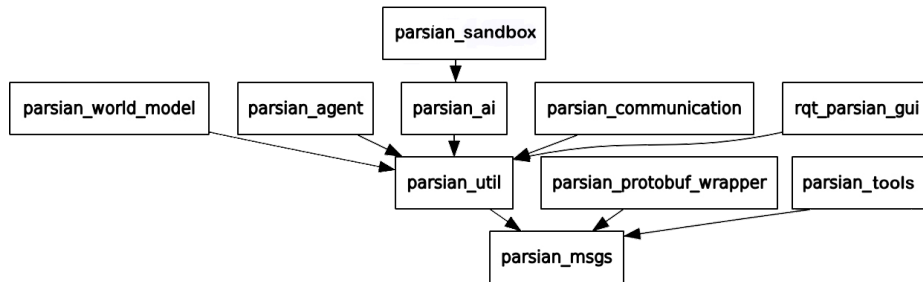 parsian_sandbox
parsian_world_model
parsian_agent
parsian_ai
parsian_communication
rqt_parsian_gui
parsian_util
parsian_protobuf_wrapper
parsian_tools
parsian_msgs